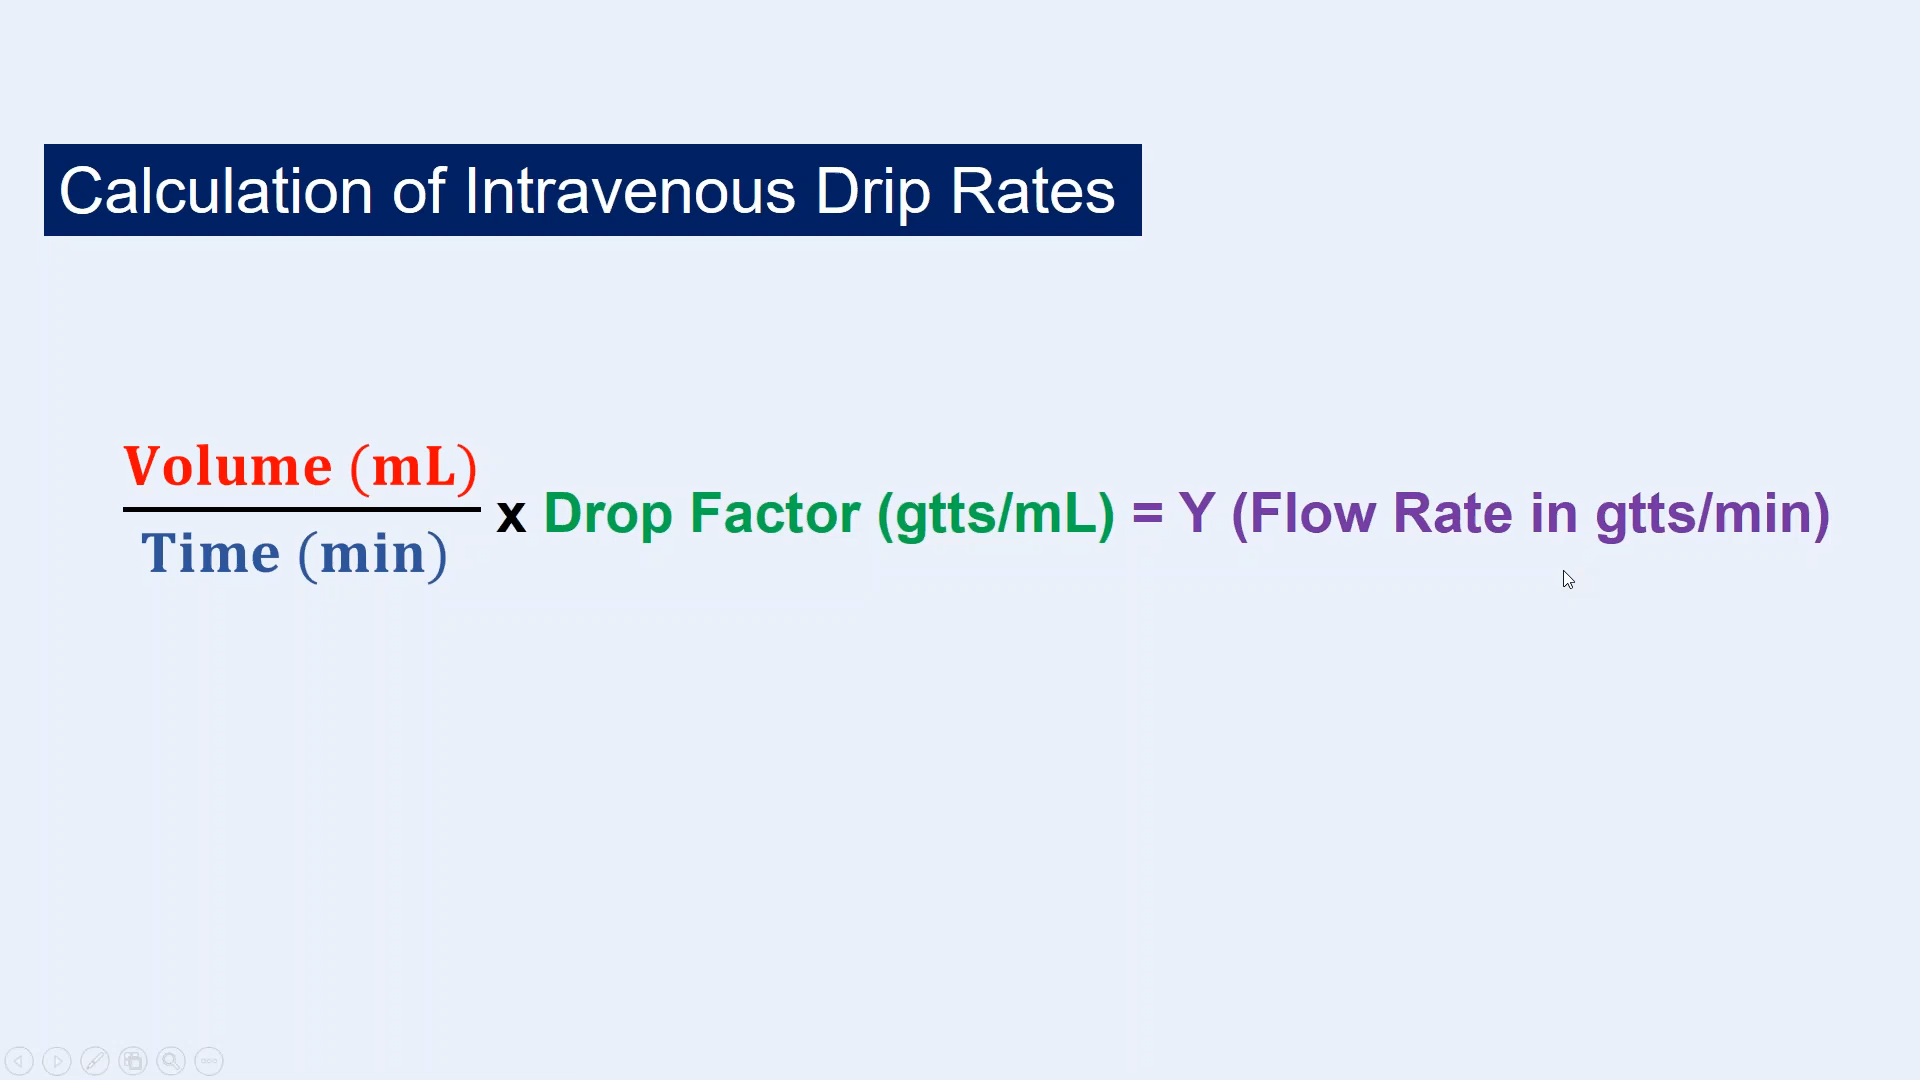 Calculation of Intravenous Drip Rates
Volume (mL)
Time (min)
x Drop Factor (gtts/mL) = Y (Flow Rate in gtts/min)